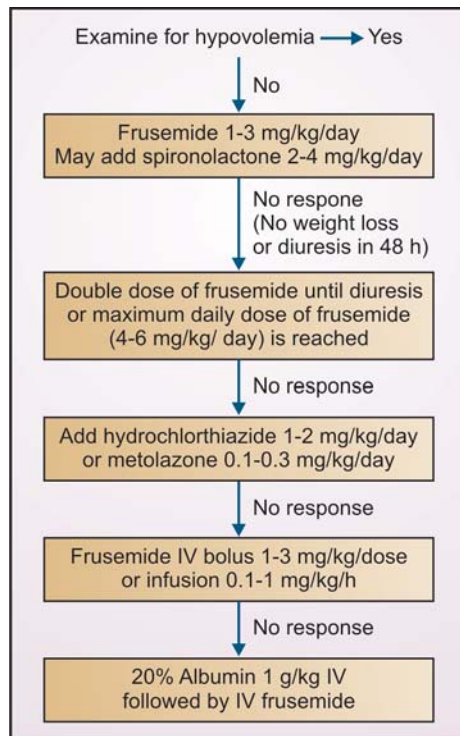 Examine for hypovolemia → Yes
No
Frusemide 1-3 mg/kg/day
May add spironolactone 2-4 mg/kg/day
No respone
(No weight loss
or diuresis in 48 h)
Double dose of frusemide until diuresis
or maximum daily dose of frusemide
(4-6 mg/kg/ day) is reached
No response
Add hydrochlorthiazide 1-2 mg/kg/day
or metolazone 0.1-0.3 mg/kg/day
No response
Frusemide IV bolus 1-3 mg/kg/dose
or infusion 0.1-1 mg/kg/h
No response
20% Albumin 1 g/kg IV
followed by IV frusemide